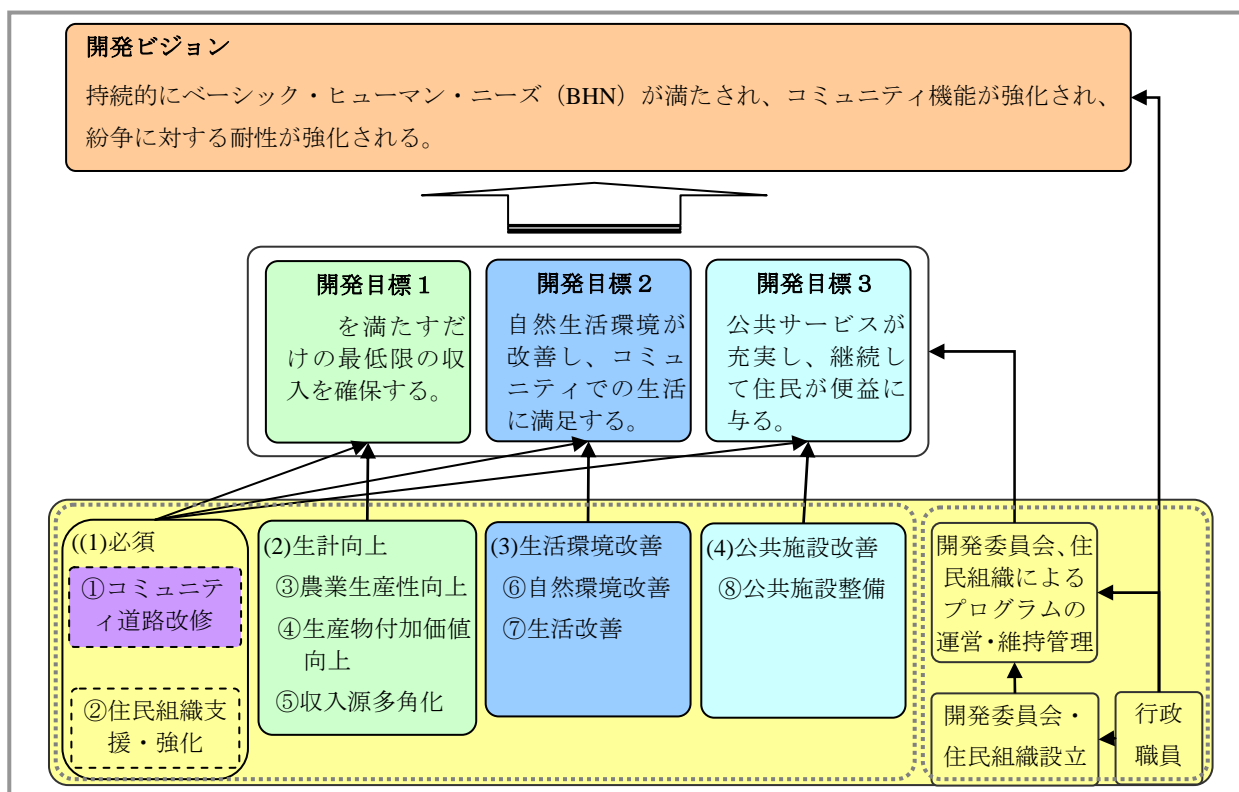 開発ビジョン
持続的にベーシック・ヒューマン・ニーズ（BHN）が満たされ、コミュニティ機能が強化され、
紛争に対する耐性が強化される。
開発目標１
を満たすだ
けの最低限の収
入を確保する。
開発目標２
自然生活環境が
改善し、コミュ
ニティでの生活
に満足する。
開発目標３
公共サービスが
充実し、継続し
て住民が便益に
与る。
((1)必須
①コミュニテ
ィ道路改修
②住民組織支
援・強化
(2)生計向上
③農業生産性向上
④生産物付加価値
向上
⑤収入源多角化
(3)生活環境改善
⑥自然環境改善
⑦生活改善
(4)公共施設改善
⑧公共施設整備
開発委員会、住
民組織による
プログラムの
運営・維持管理
開発委員会・
住民組織設立
行政
職員